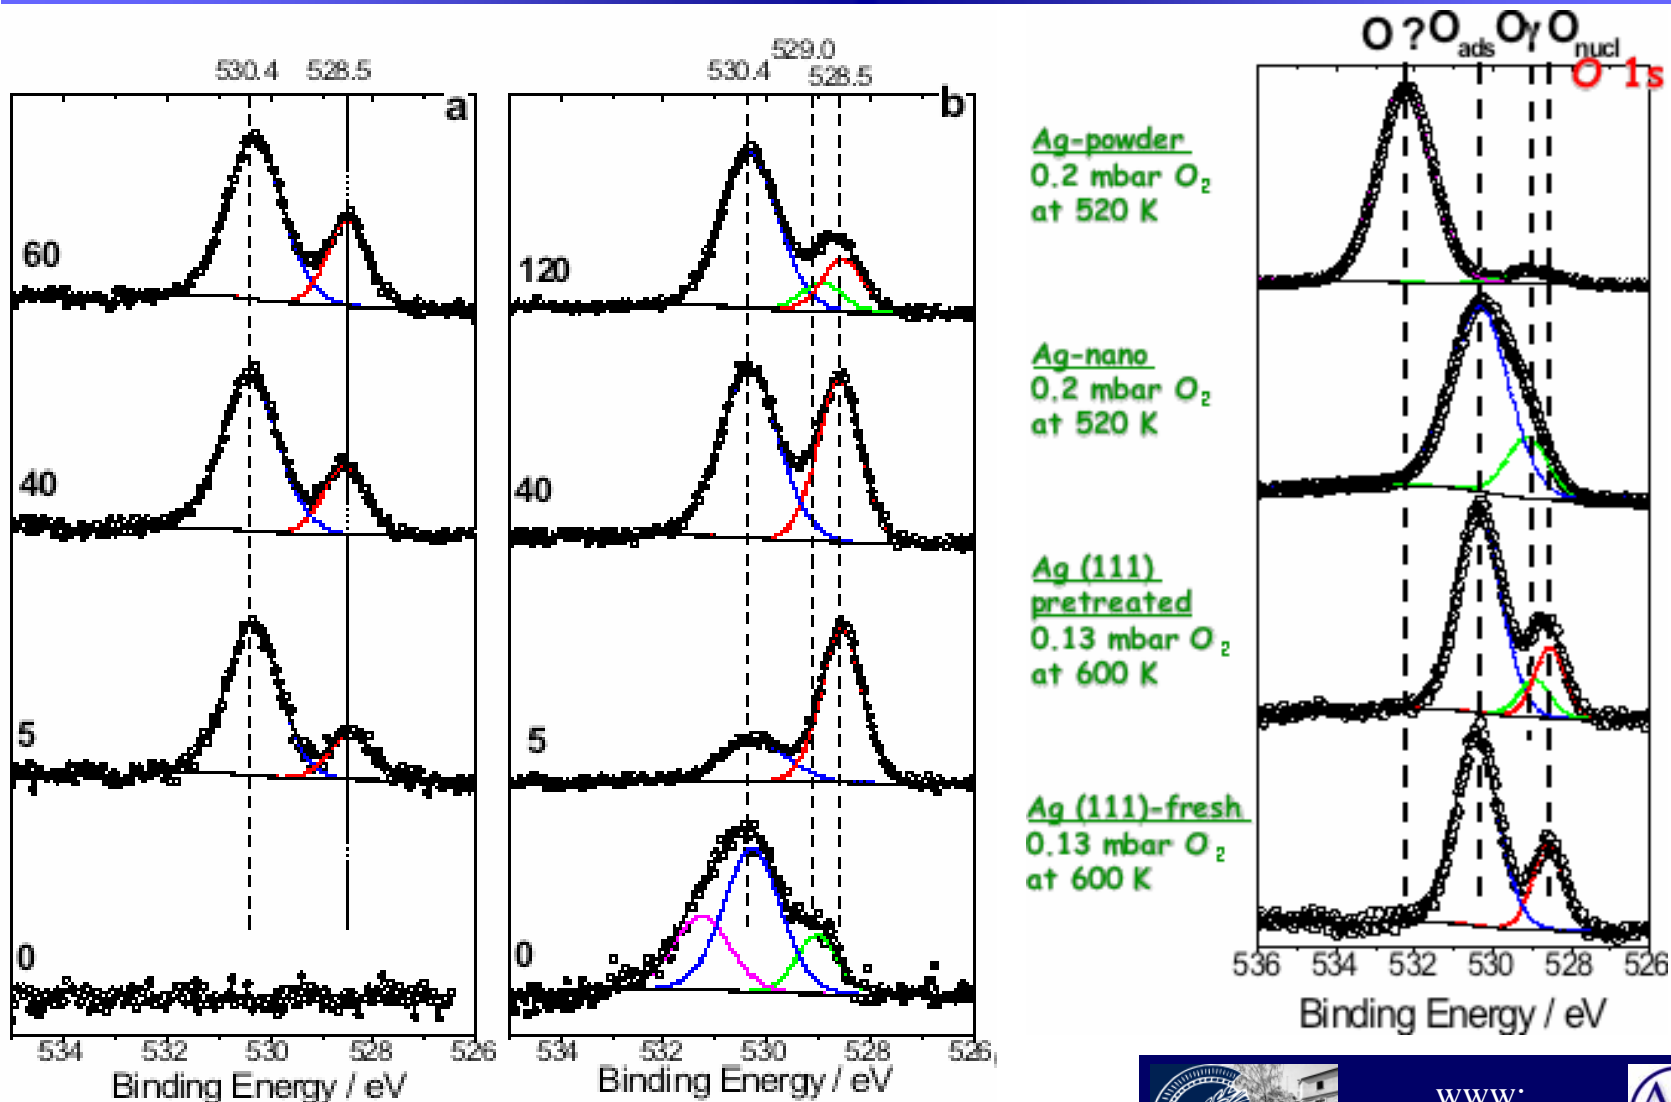 530.4 528.5
a
60
40
5
0
534 532 530 528 526
Binding Energy / eV
529.0
530.4 528.5
b
120
40
5
0
534 532 530 528 526
Binding Energy / eV
O ? O ads Oγ O nucl
O 1s
Ag-powder
0.2 mbar O₂
at 520 K
Ag-nano
0.2 mbar O₂
at 520 K
Ag (111)
pretreated
0.13 mbar O₂
at 600 K
Ag (111)-fresh
0.13 mbar O₂
at 600 K
536 534 532 530 528 526
Binding Energy / eV
www: